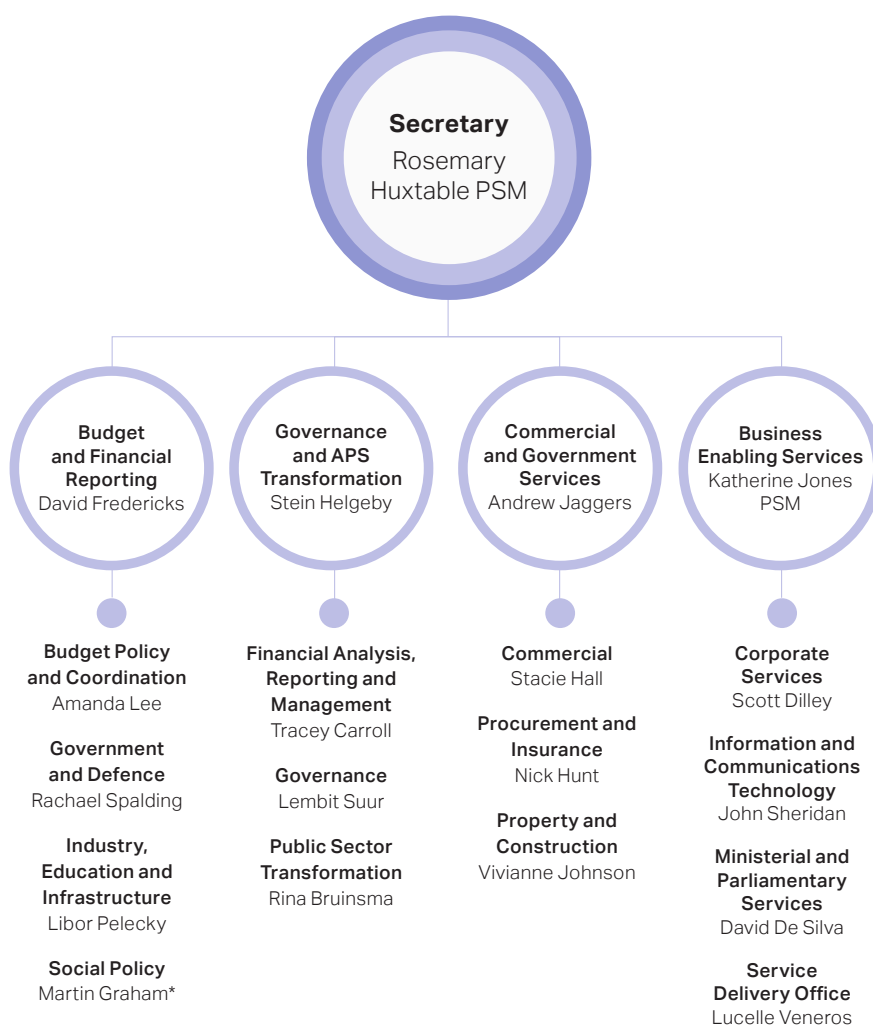 Secretary
Rosemary
Huxtable PSM
Budget
and Financial
Reporting
David Fredericks
Governance
and APS
Transformation
Stein Helgeby
Commercial
and Government
Services
Andrew Jaggers
Business
Enabling Services
Katherine Jones
PSM
Budget Policy
and Coordination
Amanda Lee
Government
and Defence
Rachael Spalding
Industry,
Education and
Infrastructure
Libor Pelecky
Social Policy
Martin Graham*
Financial Analysis,
Reporting and
Management
Tracey Carroll
Governance
Lembit Suur
Public Sector
Transformation
Rina Bruinsma
Commercial
Stacie Hall
Procurement and
Insurance
Nick Hunt
Property and
Construction
Vivianne Johnson
Corporate
Services
Scott Dilley
Information and
Communications
Technology
John Sheridan
Ministerial and
Parliamentary
Services
David De Silva
Service
Delivery Office
Lucelle Veneros